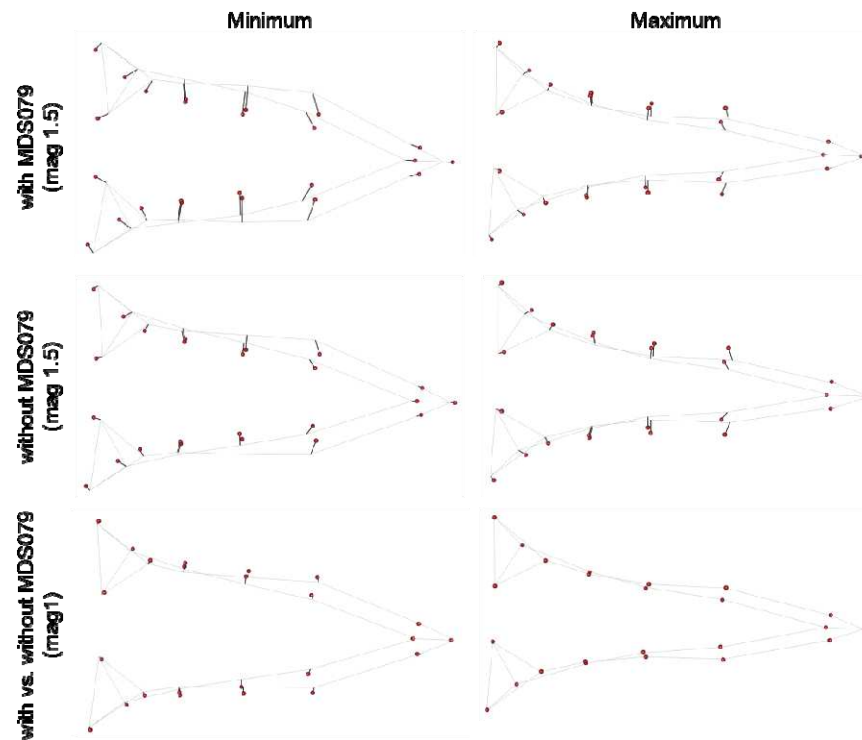 Minimum
Maximum
with MDS079
(mag 1.5)
without MDS079
(mag 1.5)
with vs. without MDS079
(mag1)